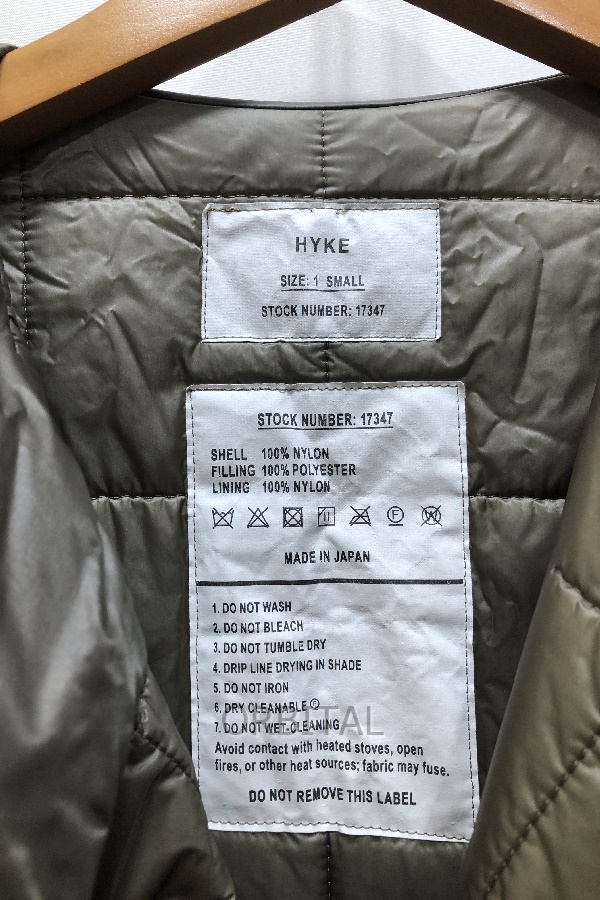 HYKE
SIZE: 1 SMALL
STOCK NUMBER: 17347
STOCK NUMBER: 17347
SHELL 100% NYLON
FILLING 100% POLYESTER
LINING 100% NYLON
F W
MADE IN JAPAN
1. DO NOT WASH
2. DO NOT BLEACH
3. DO NOT TUMBLE DRY
4. DRIP LINE DRYING IN SHADE
5. DO NOT IRON
6. DRY CLEANABLE Ⓕ
ORBITAL
7. DO NOT WET-CLEANING
Avoid contact with heated stoves, open
fires, or other heat sources; fabric may fuse.
DO NOT REMOVE THIS LABEL